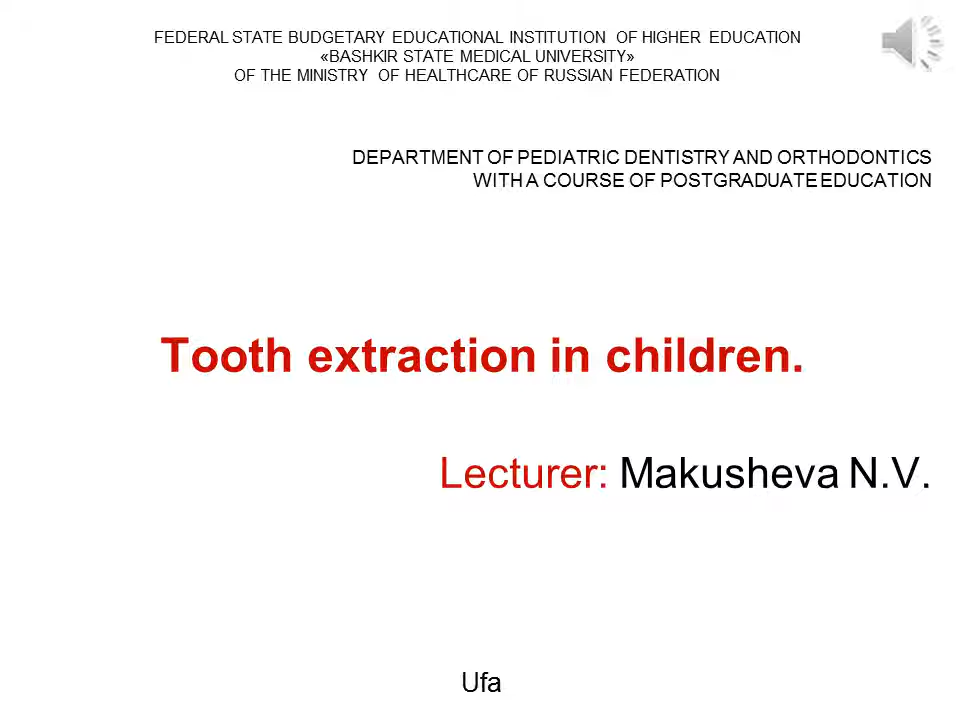 FEDERAL STATE BUDGETARY EDUCATIONAL INSTITUTION OF HIGHER EDUCATION
«BASHKIR STATE MEDICAL UNIVERSITY»
OF THE MINISTRY OF HEALTHCARE OF RUSSIAN FEDERATION
DEPARTMENT OF PEDIATRIC DENTISTRY AND ORTHODONTICS
WITH A COURSE OF POSTGRADUATE EDUCATION
Tooth extraction in children.
Lecturer: Makusheva N.V.
Ufa